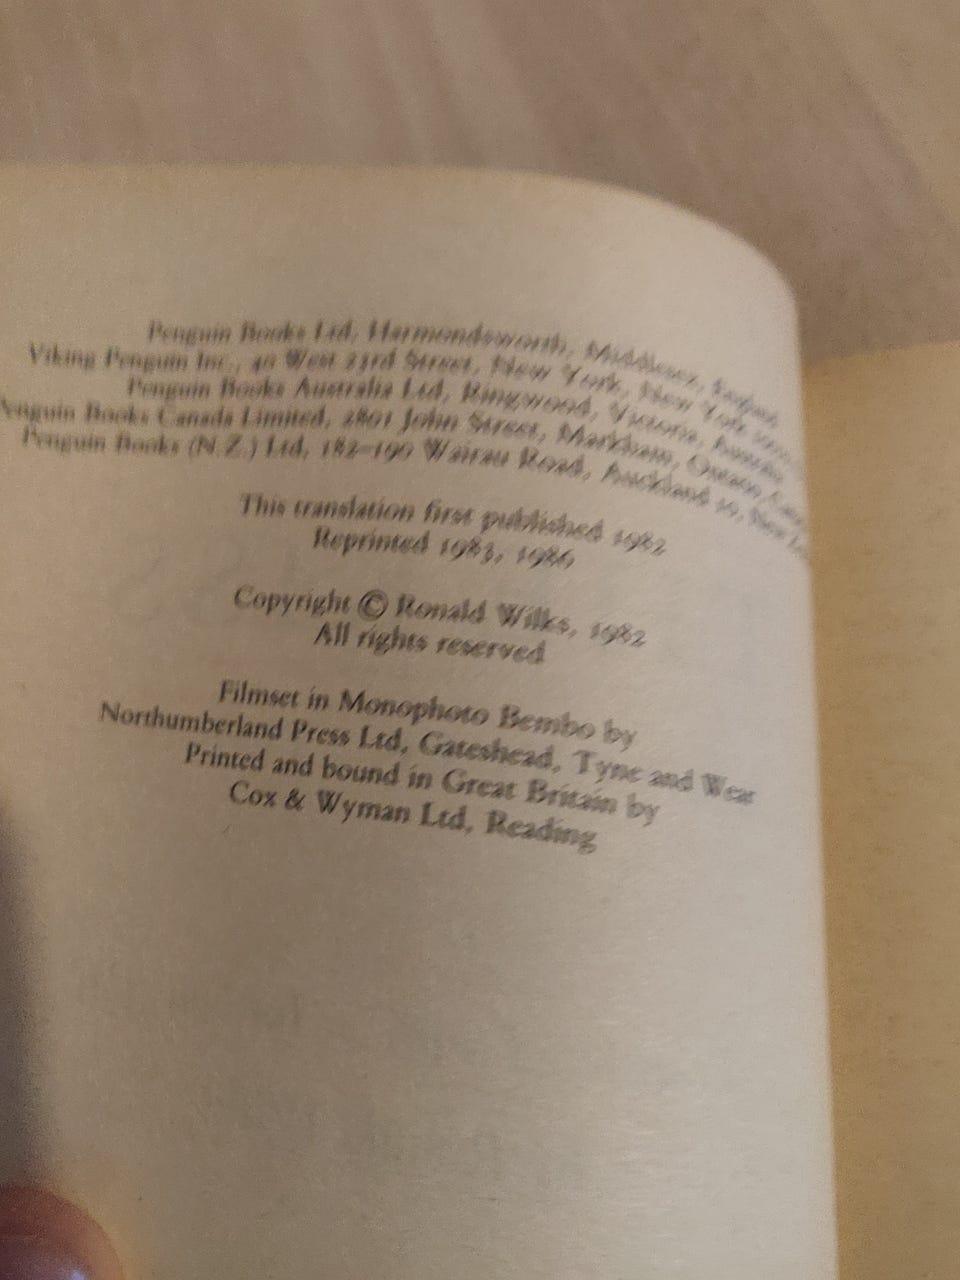 Penguin Books Ltd, Harmondsworth, Middlesex, England
Viking Penguin Inc., 40 West 23rd Street, New York, New York
Penguin Books Australia Ltd, Ringwood, Victoria, Australia
Penguin Books Canada Limited, 2801 John Street, Markham, Ontario,
Penguin Books (N.Z.) Ltd, 182–190 Wairau Road, Auckland 10, New
This translation first published 1982
Reprinted 1983, 1986
Copyright © Ronald Wilks, 1982
All rights reserved
Filmset in Monophoto Bembo by
Northumberland Press Ltd, Gateshead, Tyne and Wear
Printed and bound in Great Britain by
Cox & Wyman Ltd, Reading